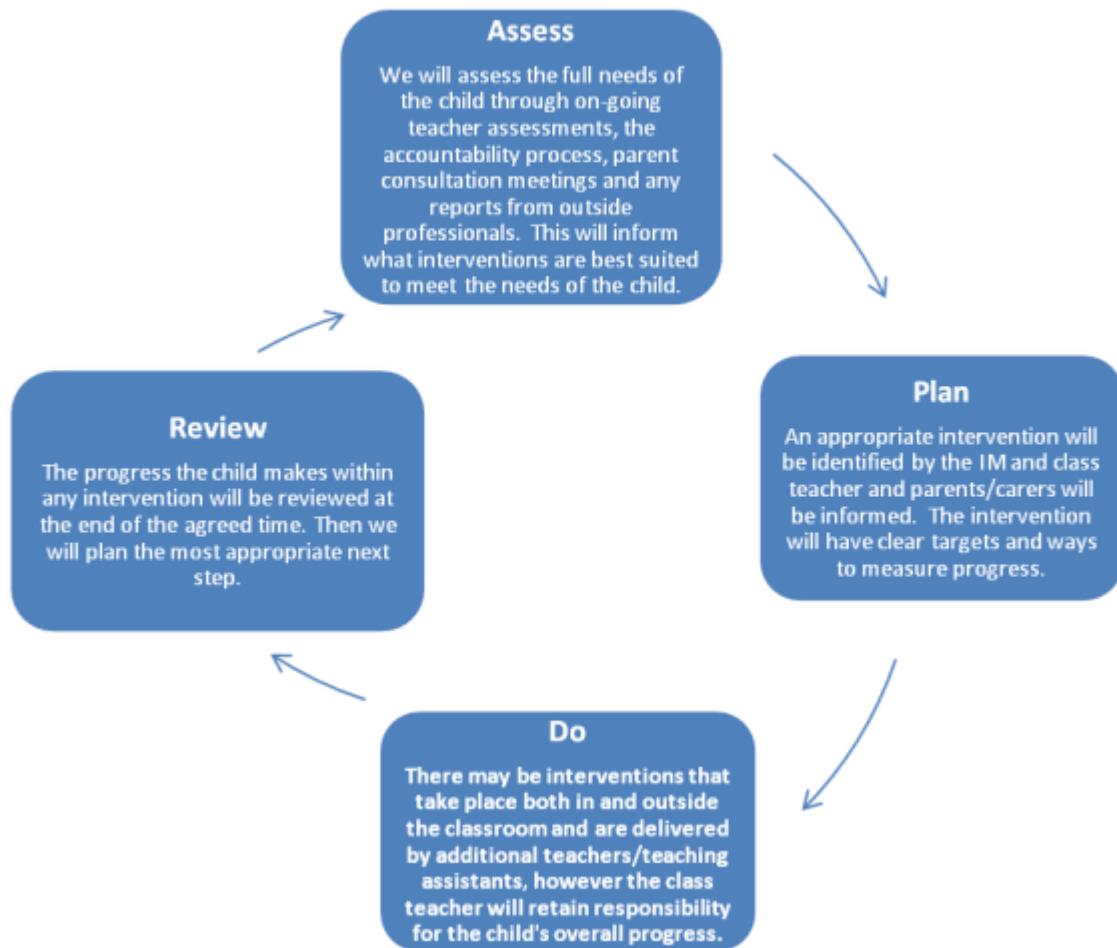 Assess
We will assess the full needs of
the child through on-going
teacher assessments, the
accountability process, parent
consultation meetings and any
reports from outside
professionals.  This will inform
what interventions are best suited
to meet the needs of the child.
Plan
An appropriate intervention will
be identified by the IM and class
teacher and parents/carers will
be informed.  The intervention
will have clear targets and ways
to measure progress.
Do
There may be interventions that
take place both in and outside
the classroom and are delivered
by additional teachers/teaching
assistants, however the class
teacher will retain responsibility
for the child's overall progress.
Review
The progress the child makes within
any intervention will be reviewed at
the end of the agreed time.  Then we
will plan the most appropriate next
step.